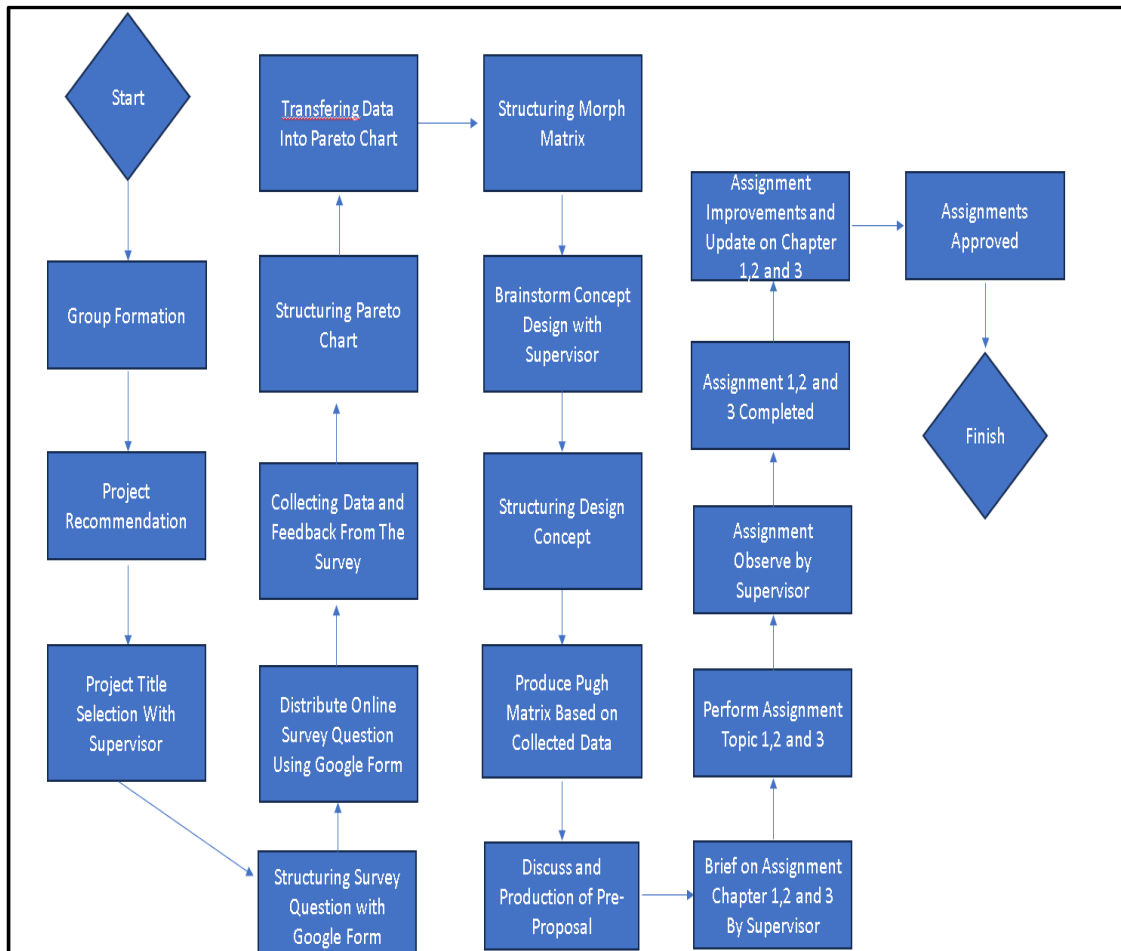 Start
Group Formation
Project
Recommendation
Project Title
Selection With
Supervisor
Structuring Survey
Question with
Google Form
Distribute Online
Survey Question
Using Google Form
Collecting Data and
Feedback From The
Survey
Structuring Pareto
Chart
Transfering Data
Into Pareto Chart
Structuring Morph
Matrix
Brainstorm Concept
Design with
Supervisor
Structuring Design
Concept
Produce Pugh
Matrix Based on
Collected Data
Discuss and
Production of Pre-
Proposal
Brief on Assignment
Chapter 1,2 and 3
By Supervisor
Perform Assignment
Topic 1,2 and 3
Assignment
Observe by
Supervisor
Assignment 1,2 and
3 Completed
Assignment
Improvements and
Update on Chapter
1,2 and 3
Assignments
Approved
Finish